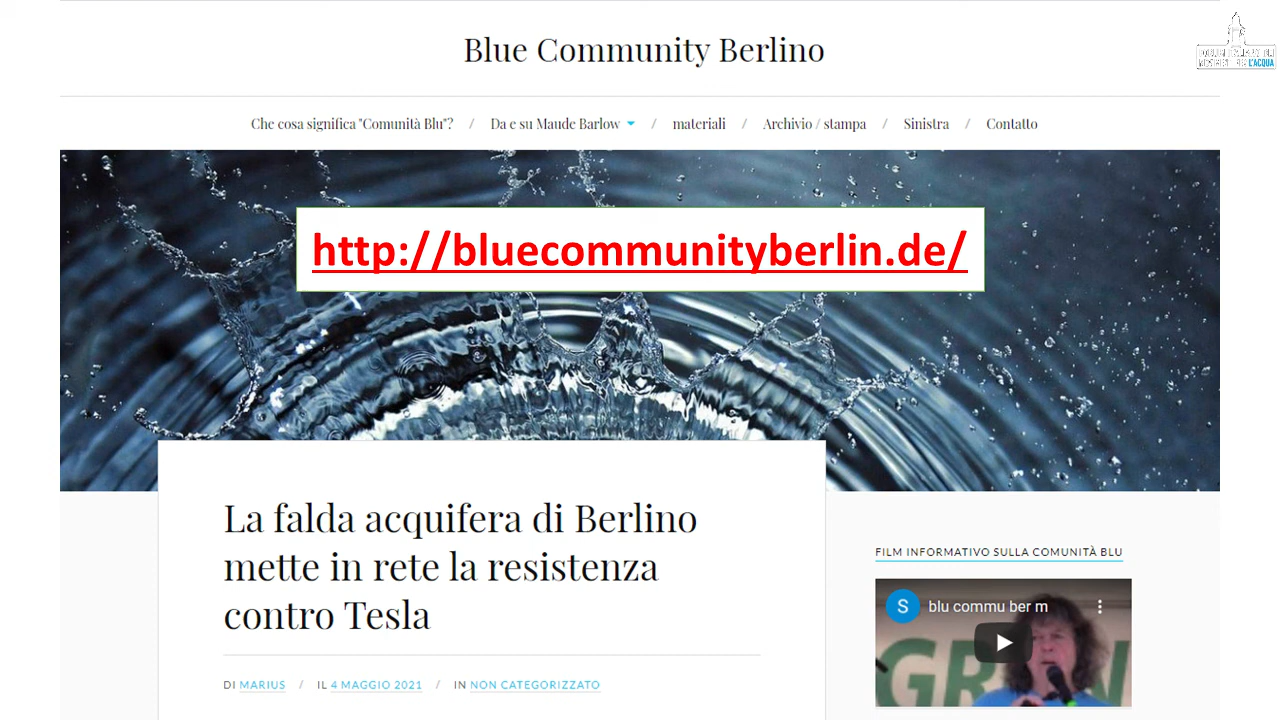 Blue Community Berlino
L'ACQUA
Che cosa significa "Comunità Blu"? / Da e su Maude Barlow / materiali / Archivio / stampa / Sinistra / Contatto
http://bluecommunityberlin.de/
La falda acquifera di Berlino
mette in rete la resistenza
contro Tesla
DI MARIUS / IL 4 MAGGIO 2021 / IN NON CATEGORIZZATO
FILM INFORMATIVO SULLA COMUNITÀ BLU
S blu commu ber m